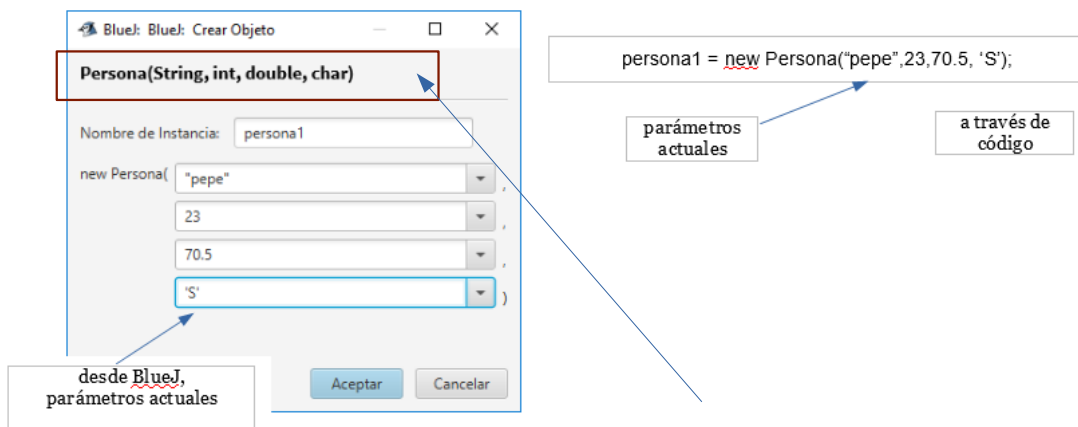 BlueJ: BlueJ: Crear Objeto
Persona(String, int, double, char)
Nombre de Instancia: persona1
new Persona( "pepe" ,
23 ,
70.5 ,
'S' )
Aceptar Cancelar
desde BlueJ,
parámetros actuales
persona1 = new Persona(“pepe”,23,70.5, ‘S’);
parámetros
actuales
a través de
código